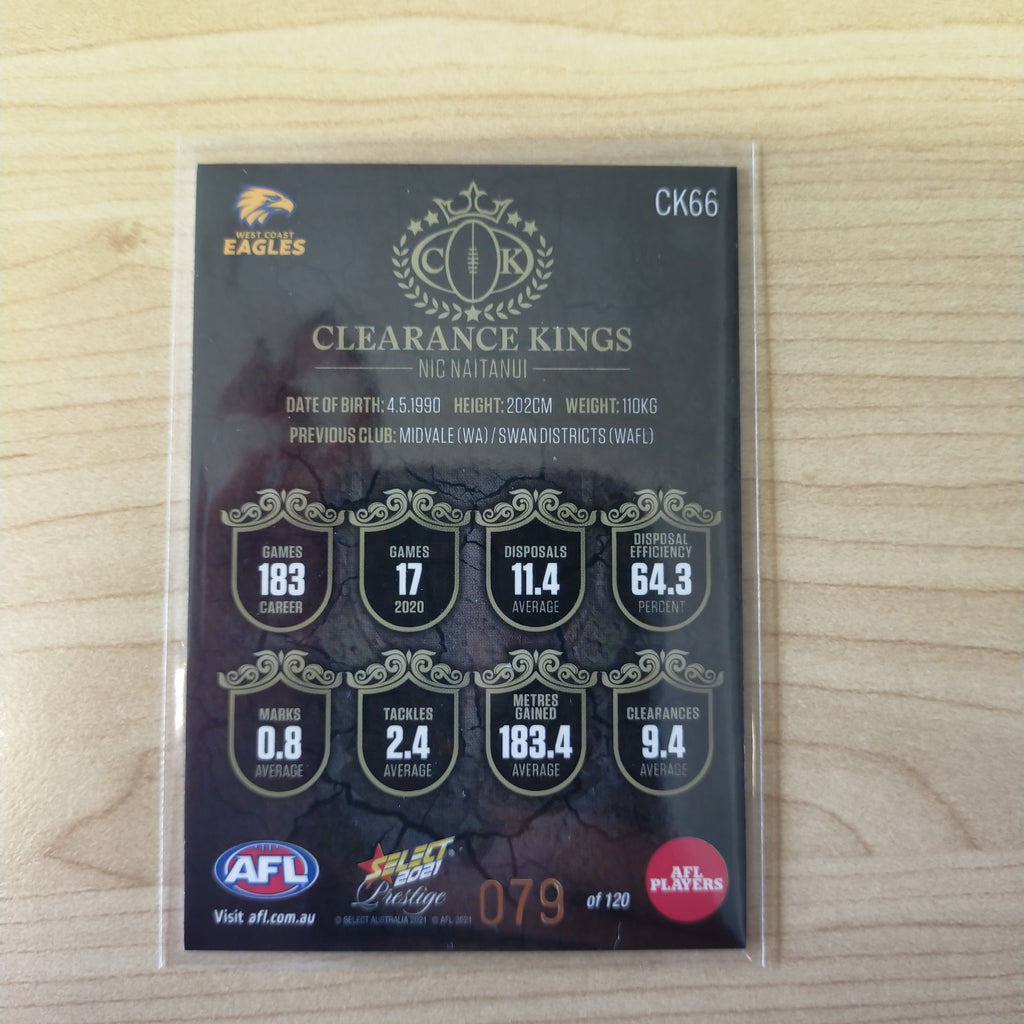 WEST COAST
EAGLES
CK66
C K
CLEARANCE KINGS
NIC NAITANUI
DATE OF BIRTH: 4.5.1990 HEIGHT: 202CM WEIGHT: 110KG
PREVIOUS CLUB: MIDVALE (WA) / SWAN DISTRICTS (WAFL)
GAMES
183
CAREER
GAMES
17
2020
DISPOSALS
11.4
AVERAGE
DISPOSAL
EFFICIENCY
64.3
PERCENT
MARKS
0.8
AVERAGE
TACKLES
2.4
AVERAGE
METRES
GAINED
183.4
AVERAGE
CLEARANCES
9.4
AVERAGE
AFL
Visit afl.com.au
SELECT
2021
Prestige
© SELECT AUSTRALIA 2021 © AFL 2021
079 of 120
AFL
PLAYERS